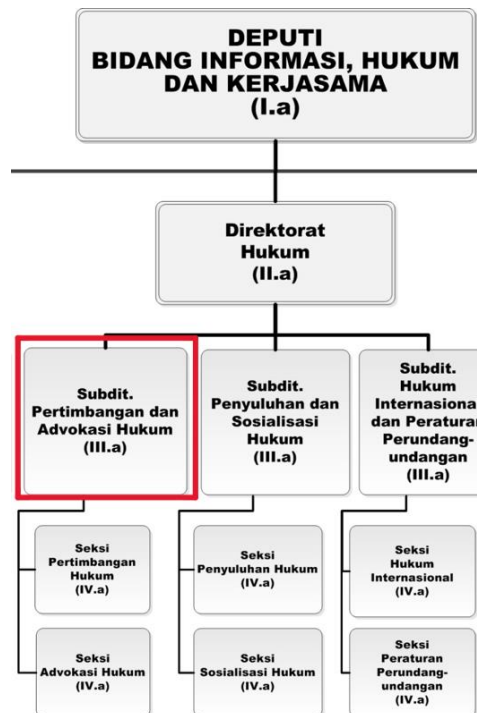 DEPUTI
BIDANG INFORMASI, HUKUM
DAN KERJASAMA
(I.a)
Direktorat
Hukum
(II.a)
Subdit.
Pertimbangan dan
Advokasi Hukum
(III.a)
Subdit.
Penyuluhan dan
Sosialisasi
Hukum
(III.a)
Subdit.
Hukum
Internasiona
dan Peraturan
Perundang-
undangan
(III.a)
Seksi
Pertimbangan
Hukum
(IV.a)
Seksi
Penyuluhan Hukum
(IV.a)
Seksi
Hukum
Internasional
(IV.a)
Seksi
Advokasi Hukum
(IV.a)
Seksi
Sosialisasi Hukum
(IV.a)
Seksi
Peraturan
Perundang-
undangan
(IV.a)